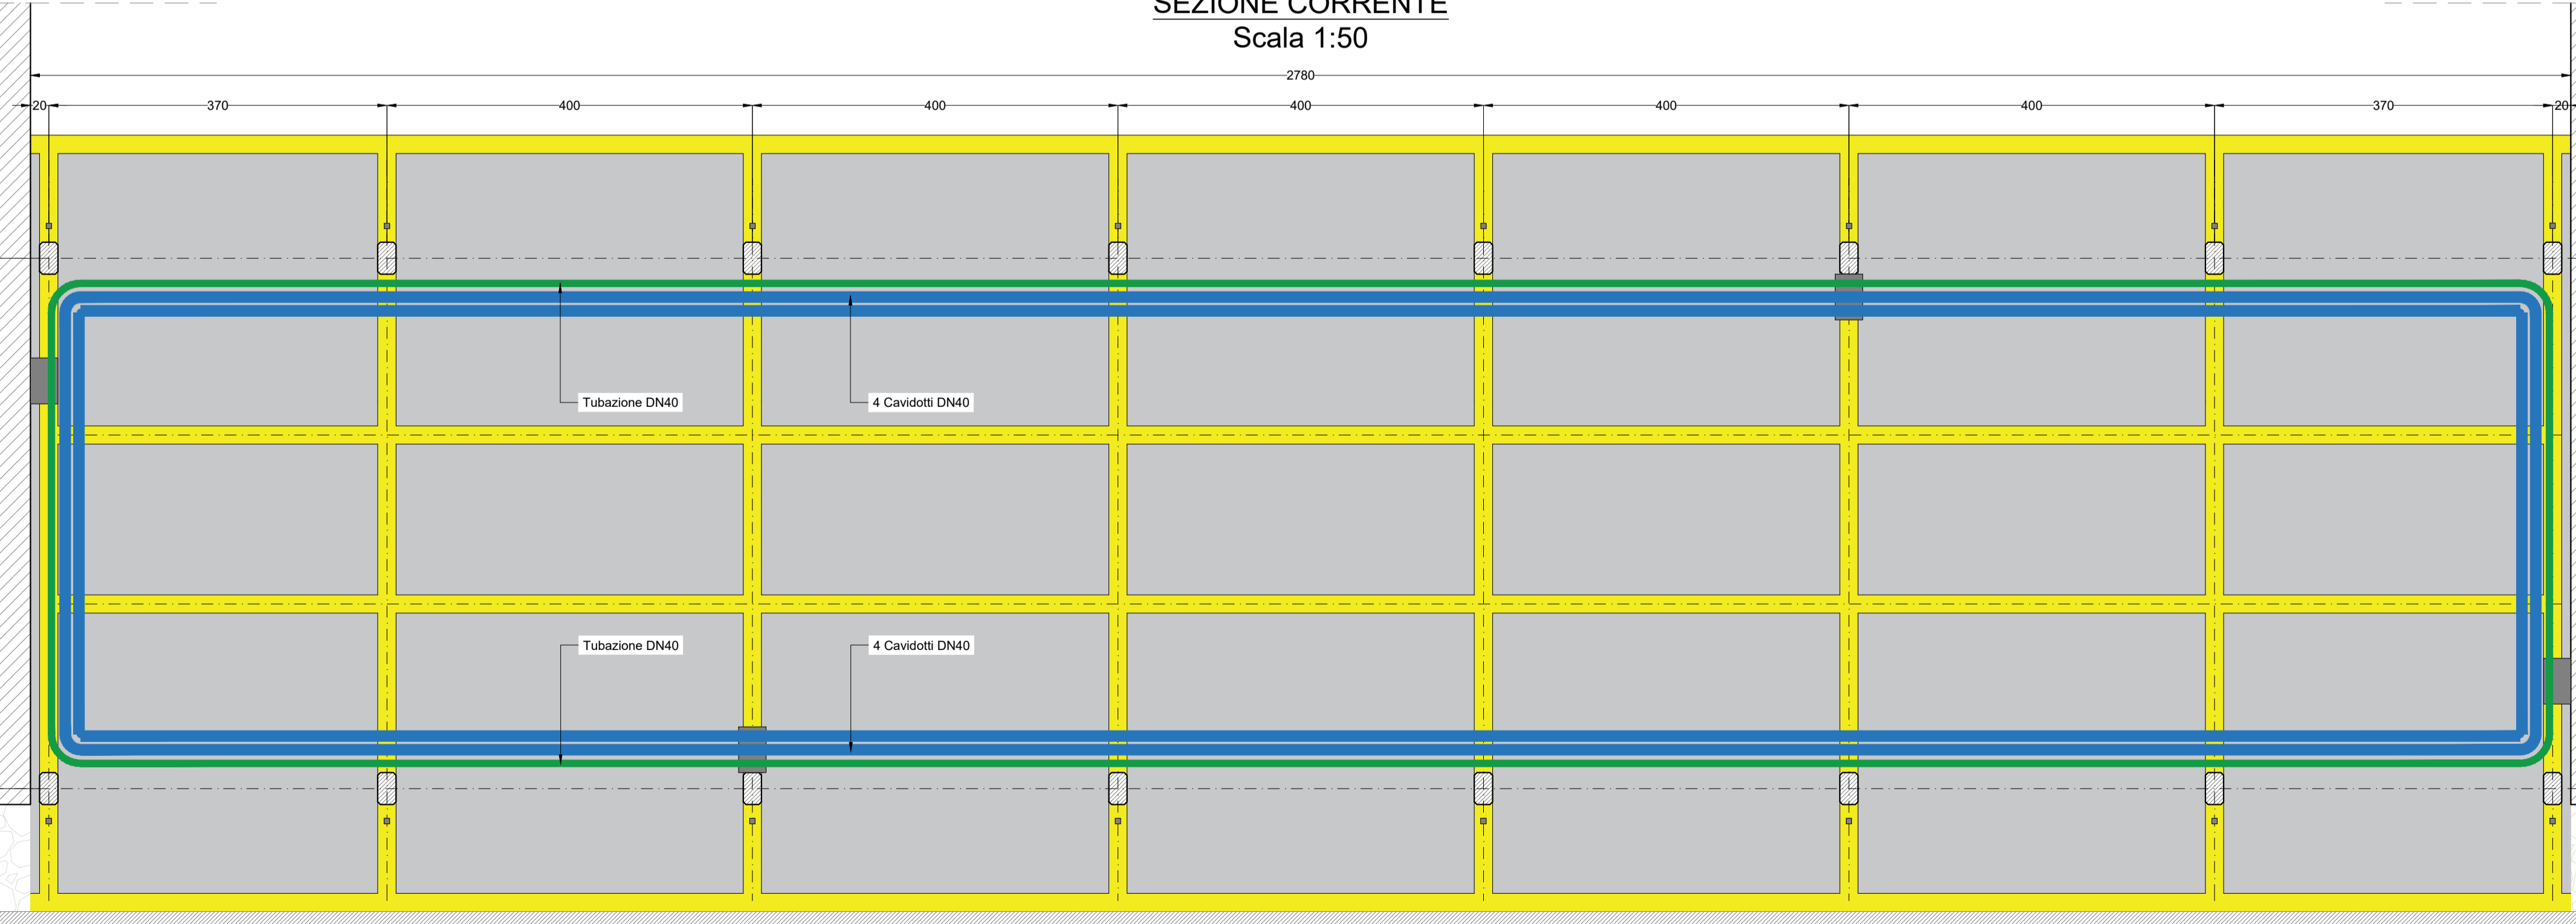 SEZIONE CORRENTE
Scala 1:50
2780
20 370 400 400 400 400 400 370 20
Tubazione DN40 4 Cavidotti DN40
Tubazione DN40 4 Cavidotti DN40